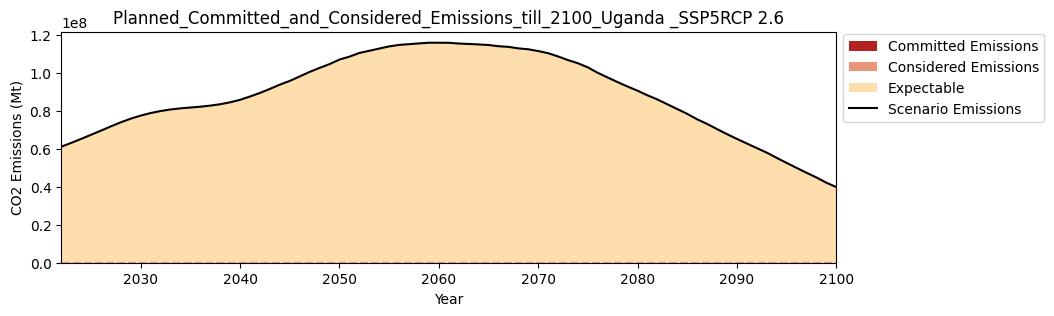 Planned_Committed_and_Considered_Emissions_till_2100_Uganda _SSP5RCP 2.6
1e8
1.2
1.0
0.8
0.6
0.4
0.2
0.0
CO2 Emissions (Mt)
2030 2040 2050 2060 2070 2080 2090 2100
Year
Committed Emissions
Considered Emissions
Expectable
Scenario Emissions